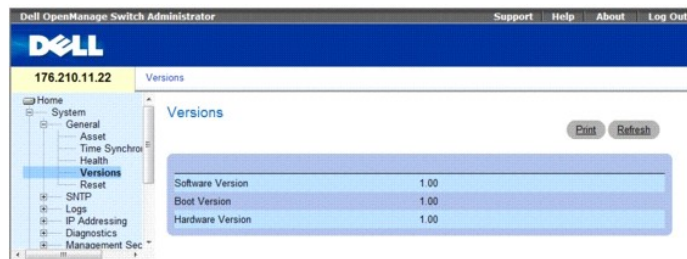 Dell OpenManage Switch Administrator Support Help About Log Out
DELL
176.210.11.22 Versions
Home
System
General
Asset
Time Synchro
Health
Versions
Reset
SNTP
Logs
IP Addressing
Diagnostics
Management Sec
Versions
Print Refresh
Software Version 1.00
Boot Version 1.00
Hardware Version 1.00